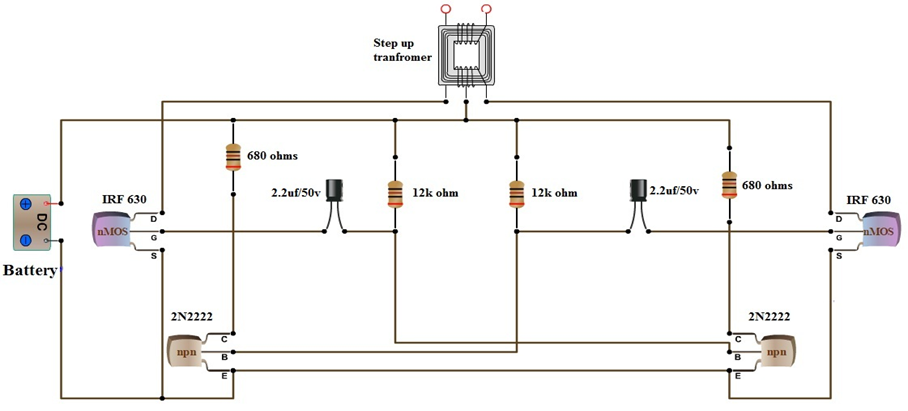 Step up
tranfromer
680 ohms
2.2uf/50v
12k ohm
12k ohm
2.2uf/50v
680 ohms
IRF 630
IRF 630
DC
nMOS
D
G
S
D
G
S
nMOS
Battery
2N2222
2N2222
npn
C
B
E
C
B
E
npn